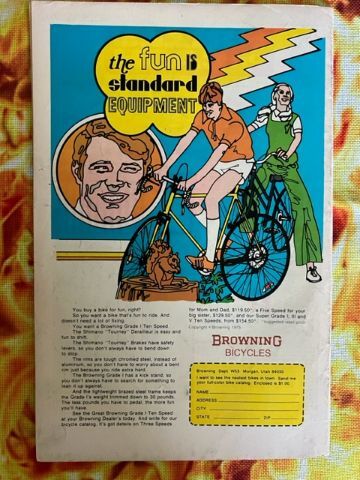 the fun IS
standard
EQUIPMENT
You buy a bike for fun, right?
So you want a bike that's fun to ride. And
doesn't need a lot of fixing.
You want a Browning Grade I Ten Speed.
The Shimano "Tourney" Derailleur is easy and
fun to shift.
The Shimano "Tourney" Brakes have safety
levers, so you don't always have to bend down
to stop.
The rims are tough chromed steel, instead of
aluminum, so you don't have to worry about a bent
rim just because you ride extra hard.
The Browning Grade I has a kick stand, so
you don't always have to search for something to
lean it up against.
And the lightweight brazed steel frame keeps
the Grade I's weight trimmed down to 30 pounds.
The less pounds you have to pedal, the more fun
you'll have.
See the Great Browning Grade I Ten Speed
at your Browning Dealer's today. And write for our
bicycle catalog. It's got details on Three Speeds
for Mom and Dad, $119.50*; a Five Speed for your
big sister, $129.50*; and our Super Grade I, III and
V Ten Speeds, from $154.50*. *suggested retail price
Copyright © Browning 1975
BROWNING
BICYCLES
Browning, Dept. W53, Morgan, Utah 84050
I want to see the neatest bikes in town. Send me
your full-color bike catalog. Enclosed is $1.00.
NAME
ADDRESS
CITY
STATE ZIP